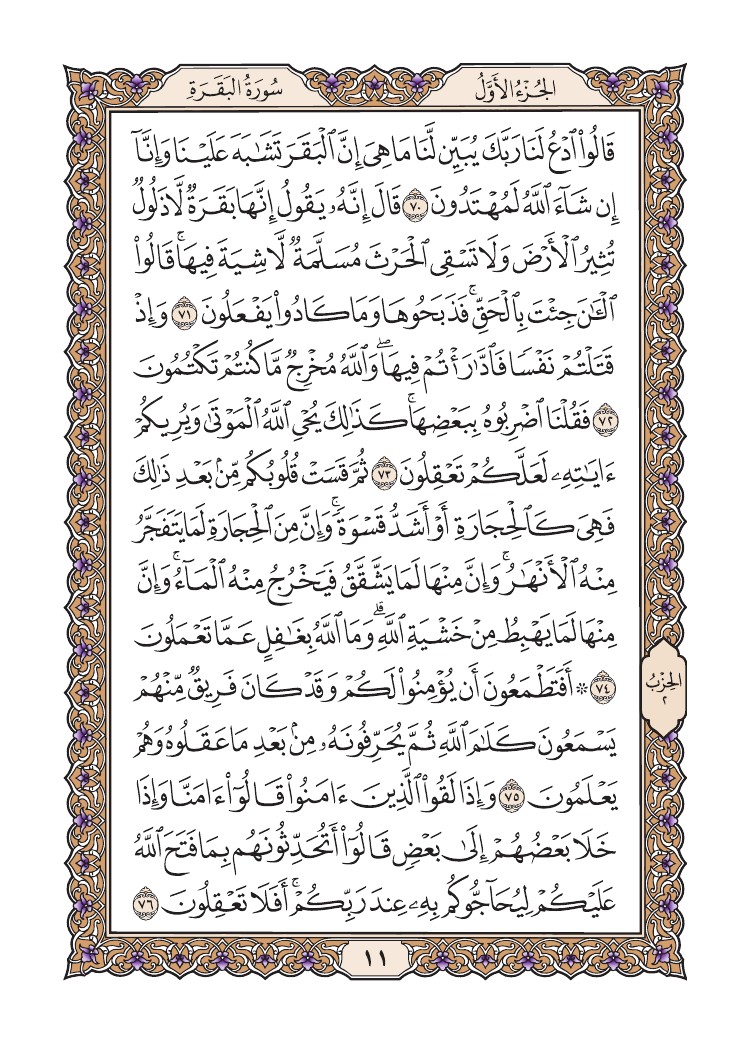 الجُزْءُ الأَوَّلُ
سُورَةُ البَقَرَةِ
قَالُوا۟ ٱدْعُ لَنَا رَبَّكَ يُبَيِّن لَّنَا مَا هِىَ إِنَّ ٱلْبَقَرَ تَشَـٰبَهَ عَلَيْنَا وَإِنَّآ
إِن شَآءَ ٱللَّهُ لَمُهْتَدُونَ ٧٠ قَالَ إِنَّهُۥ يَقُولُ إِنَّهَا بَقَرَةٌ لَّا ذَلُولٌ
تُثِيرُ ٱلْأَرْضَ وَلَا تَسْقِى ٱلْحَرْثَ مُسَلَّمَةٌ لَّا شِيَةَ فِيهَا ۚ قَالُوا۟
ٱلْـَٔـٰنَ جِئْتَ بِٱلْحَقِّ ۚ فَذَبَحُوهَا وَمَا كَادُوا۟ يَفْعَلُونَ ٧١ وَإِذْ
قَتَلْتُمْ نَفْسًا فَٱدَّٰرَْٰٔتُمْ فِيهَا ۖ وَٱللَّهُ مُخْرِجٌ مَّا كُنتُمْ تَكْتُمُونَ
٧٢ فَقُلْنَا ٱضْرِبُوهُ بِبَعْضِهَا ۚ كَذَٰلِكَ يُحْىِ ٱللَّهُ ٱلْمَوْتَىٰ وَيُرِيكُمْ
ءَايَـٰتِهِۦ لَعَلَّكُمْ تَعْقِلُونَ ٧٣ ثُمَّ قَسَتْ قُلُوبُكُم مِّنۢ بَعْدِ ذَٰلِكَ
فَهِىَ كَٱلْحِجَارَةِ أَوْ أَشَدُّ قَسْوَةً ۚ وَإِنَّ مِنَ ٱلْحِجَارَةِ لَمَا يَتَفَجَّرُ
مِنْهُ ٱلْأَنْهَـٰرُ ۚ وَإِنَّ مِنْهَا لَمَا يَشَّقَّقُ فَيَخْرُجُ مِنْهُ ٱلْمَآءُ ۚ وَإِنَّ
مِنْهَا لَمَا يَهْبِطُ مِنْ خَشْيَةِ ٱللَّهِ ۗ وَمَا ٱللَّهُ بِغَـٰفِلٍ عَمَّا تَعْمَلُونَ
٧٤ ۞ أَفَتَطْمَعُونَ أَن يُؤْمِنُوا۟ لَكُمْ وَقَدْ كَانَ فَرِيقٌ مِّنْهُمْ
يَسْمَعُونَ كَلَـٰمَ ٱللَّهِ ثُمَّ يُحَرِّفُونَهُۥ مِنۢ بَعْدِ مَا عَقَلُوهُ وَهُمْ
يَعْلَمُونَ ٧٥ وَإِذَا لَقُوا۟ ٱلَّذِينَ ءَامَنُوا۟ قَالُوٓا۟ ءَامَنَّا وَإِذَا
خَلَا بَعْضُهُمْ إِلَىٰ بَعْضٍ قَالُوٓا۟ أَتُحَدِّثُونَهُم بِمَا فَتَحَ ٱللَّهُ
عَلَيْكُمْ لِيُحَآجُّوكُم بِهِۦ عِندَ رَبِّكُمْ ۚ أَفَلَا تَعْقِلُونَ ٧٦
الحِزْبُ
٢
١١